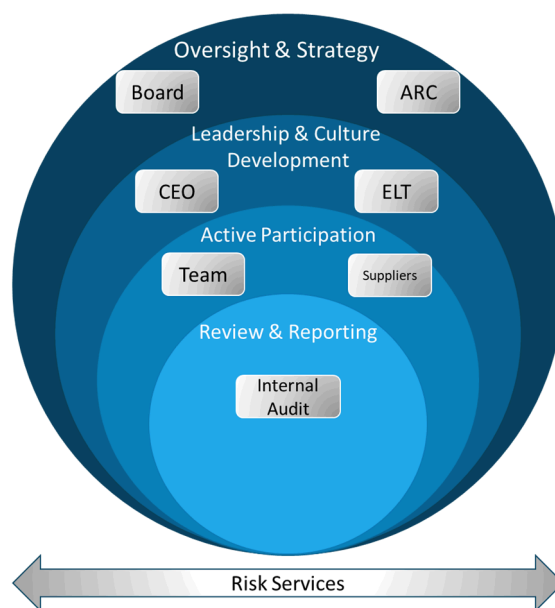 Oversight & Strategy
Board
ARC
Leadership & Culture
Development
CEO
ELT
Active Participation
Team
Suppliers
Review & Reporting
Internal
Audit
Risk Services